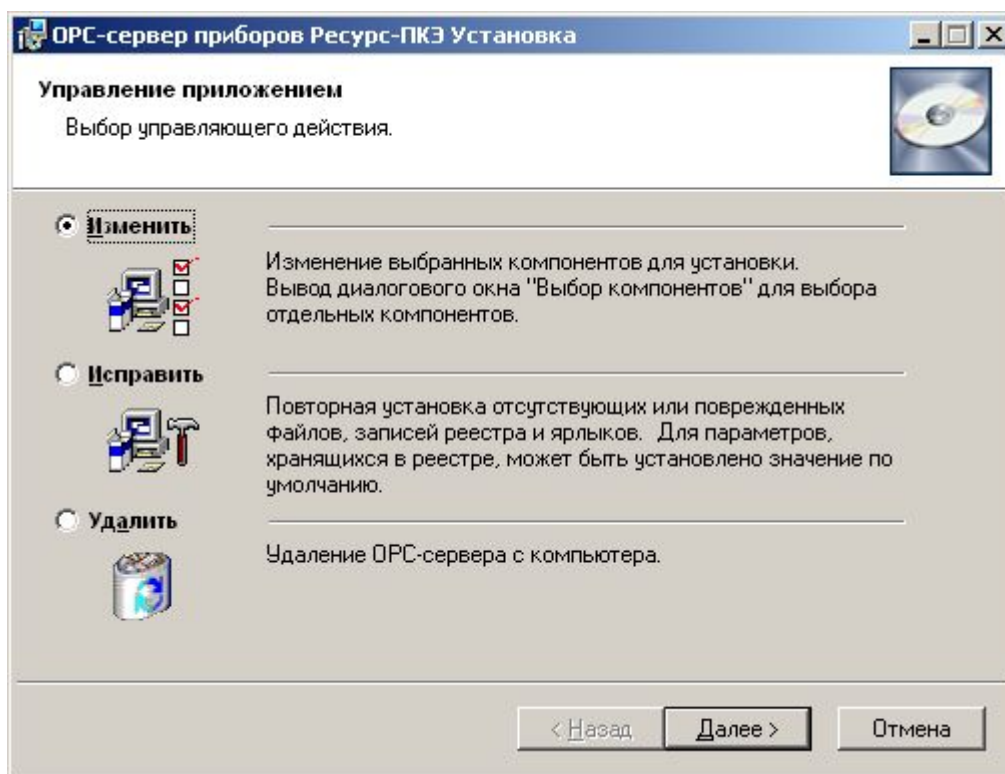 ОРС-сервер приборов Ресурс-ПКЭ Установка
Управление приложением
Выбор управляющего действия.
Изменить
Изменение выбранных компонентов для установки.
Вывод диалогового окна "Выбор компонентов" для выбора
отдельных компонентов.
Исправить
Повторная установка отсутствующих или поврежденных
файлов, записей реестра и ярлыков. Для параметров,
хранящихся в реестре, может быть установлено значение по
умолчанию.
Удалить
Удаление ОРС-сервера с компьютера.
< Назад
Далее >
Отмена